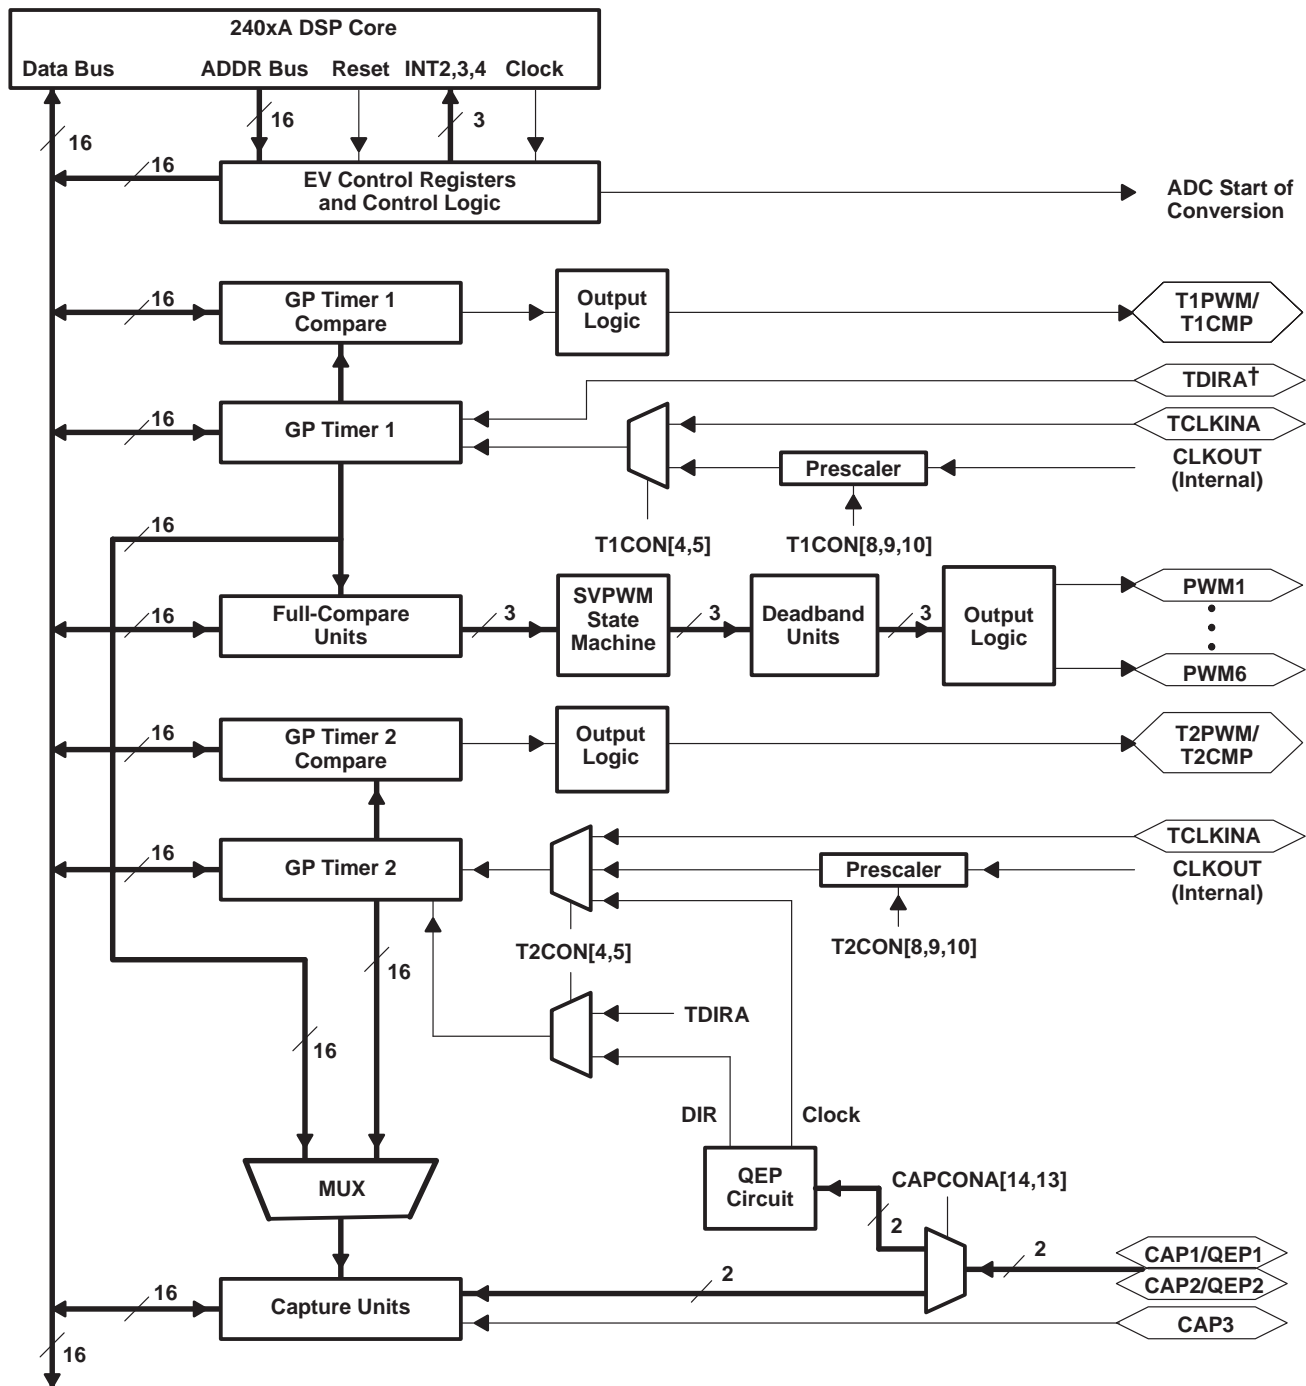 240xA DSP Core
Data Bus ADDR Bus Reset INT2,3,4 Clock
16
16
3
16
EV Control Registers
and Control Logic
ADC Start of
Conversion
16
GP Timer 1
Compare
Output
Logic
T1PWM/
T1CMP
TDIRA†
16
GP Timer 1
TCLKINA
Prescaler
CLKOUT
(Internal)
T1CON[4,5]
T1CON[8,9,10]
16
16
Full-Compare
Units
3
SVPWM
State
Machine
3
Deadband
Units
3
Output
Logic
PWM1
PWM6
16
GP Timer 2
Compare
Output
Logic
T2PWM/
T2CMP
TCLKINA
16
GP Timer 2
Prescaler
CLKOUT
(Internal)
T2CON[4,5]
T2CON[8,9,10]
16
TDIRA
16
DIR
Clock
MUX
QEP
Circuit
CAPCONA[14,13]
2
2
CAP1/QEP1
2
CAP2/QEP2
16
Capture Units
CAP3
16